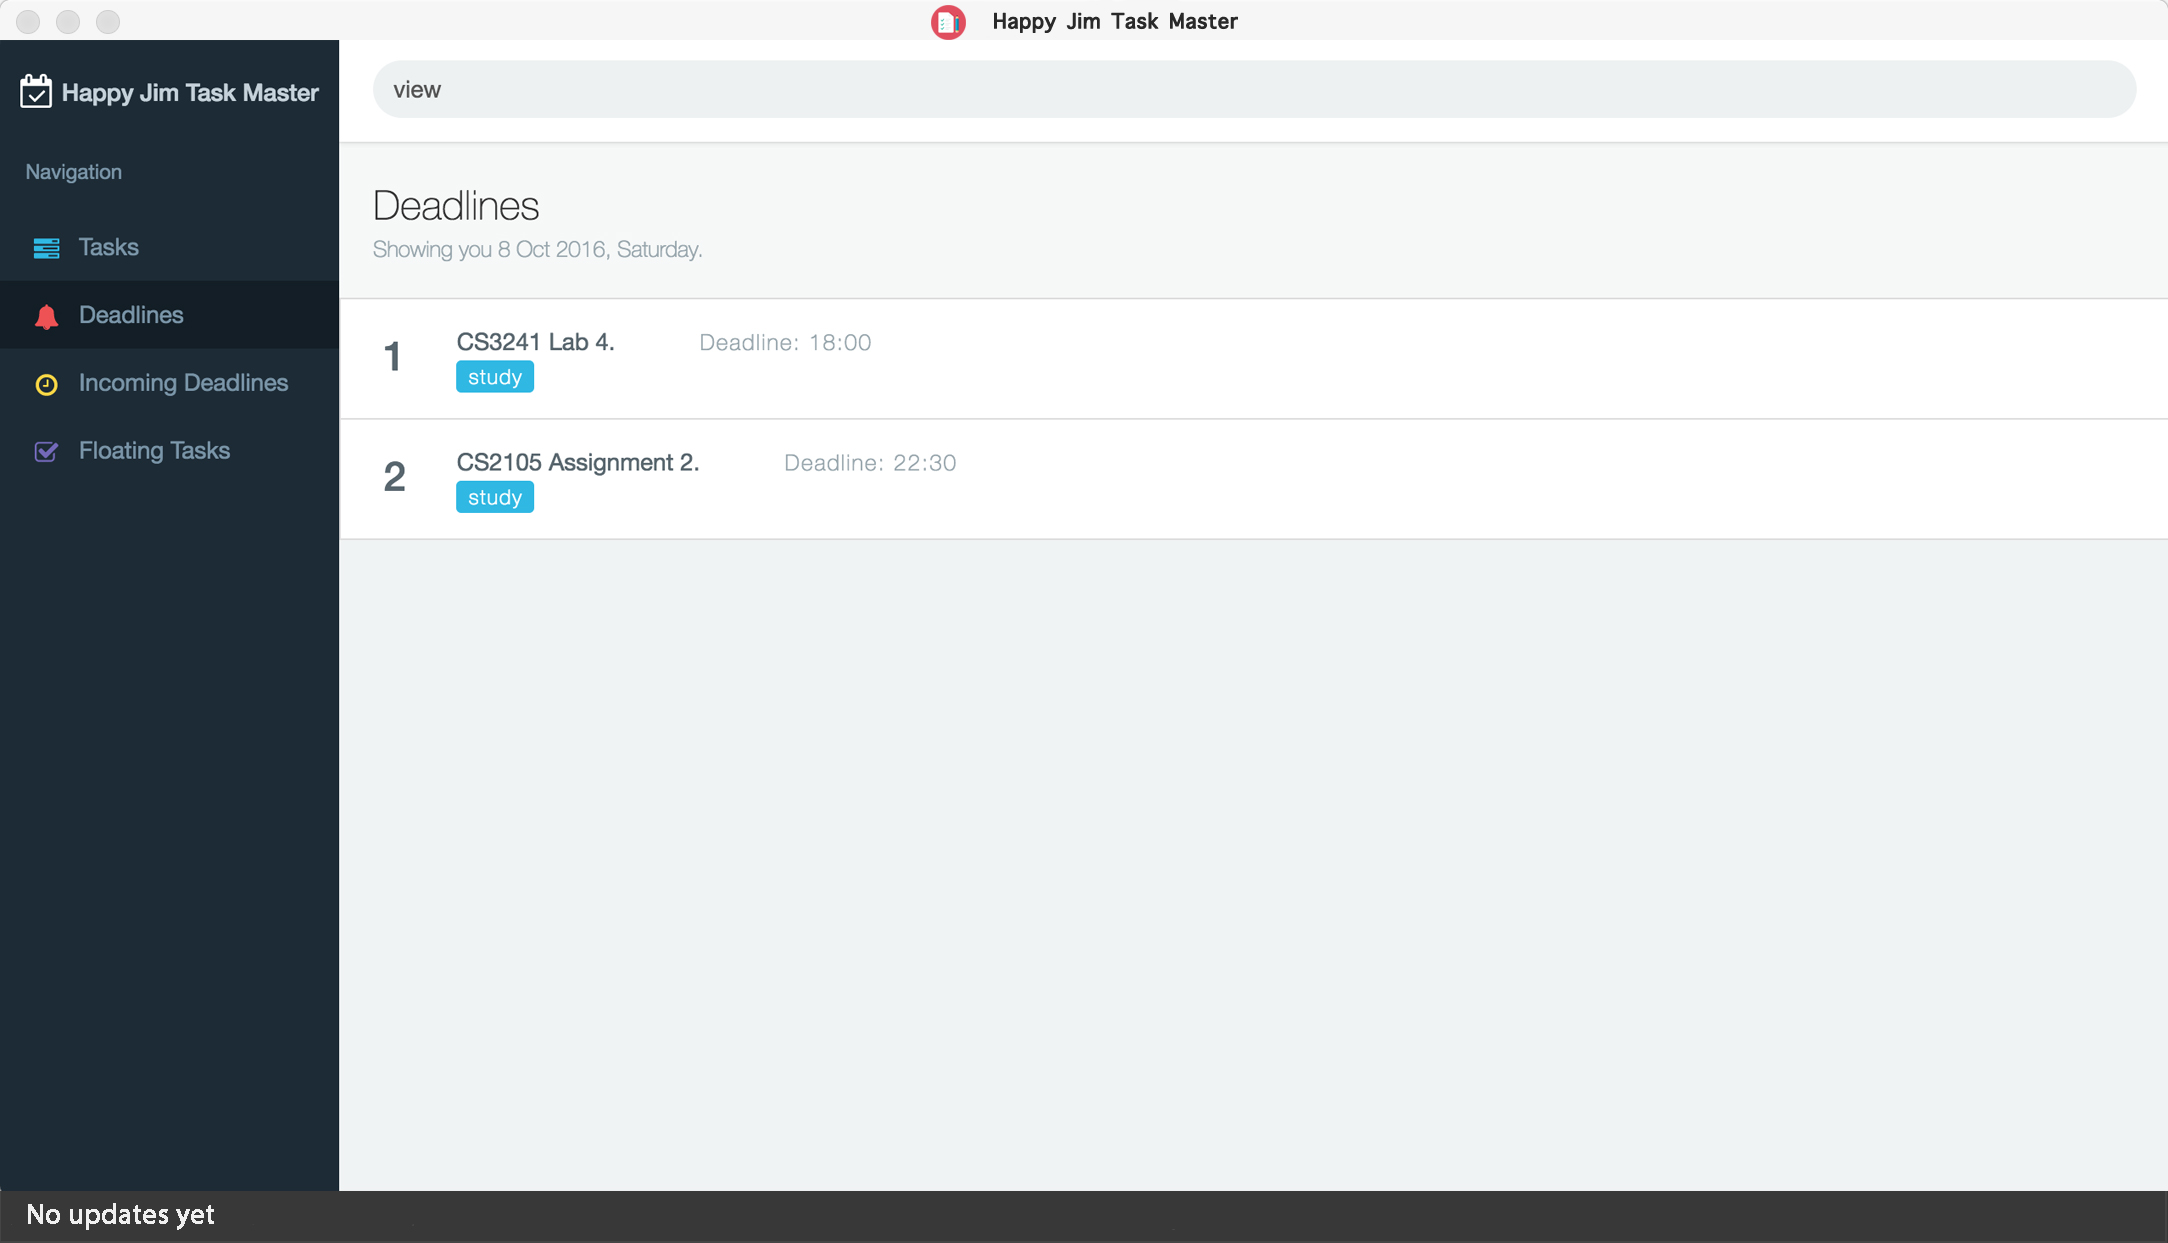 Happy Jim Task Master
Happy Jim Task Master
view
Navigation
Tasks
Deadlines
Incoming Deadlines
Floating Tasks
Deadlines
Showing you 8 Oct 2016, Saturday.
1
CS3241 Lab 4. Deadline: 18:00
study
2
CS2105 Assignment 2. Deadline: 22:30
study
No updates yet